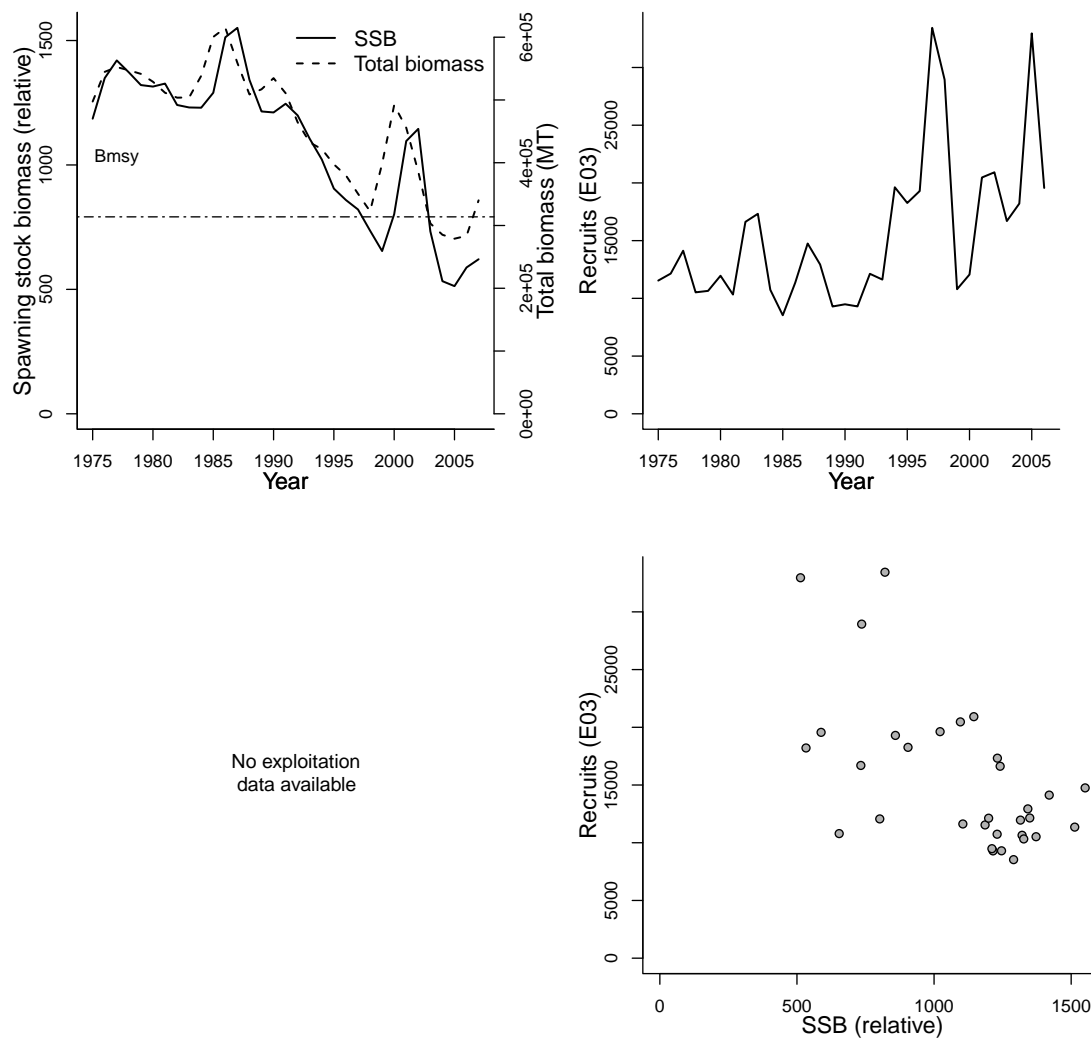 Spawning stock biomass (relative)
0
500
1000
1500
SSB
Total biomass
Bmsy
0e+00
2e+05
4e+05
6e+05
Total biomass (MT)
1975
1980
1985
1990
1995
2000
2005
Year
Recruits (E03)
0
5000
15000
25000
1975
1980
1985
1990
1995
2000
2005
Year
No exploitation
data available
Recruits (E03)
0
5000
15000
25000
0
500
1000
1500
SSB (relative)